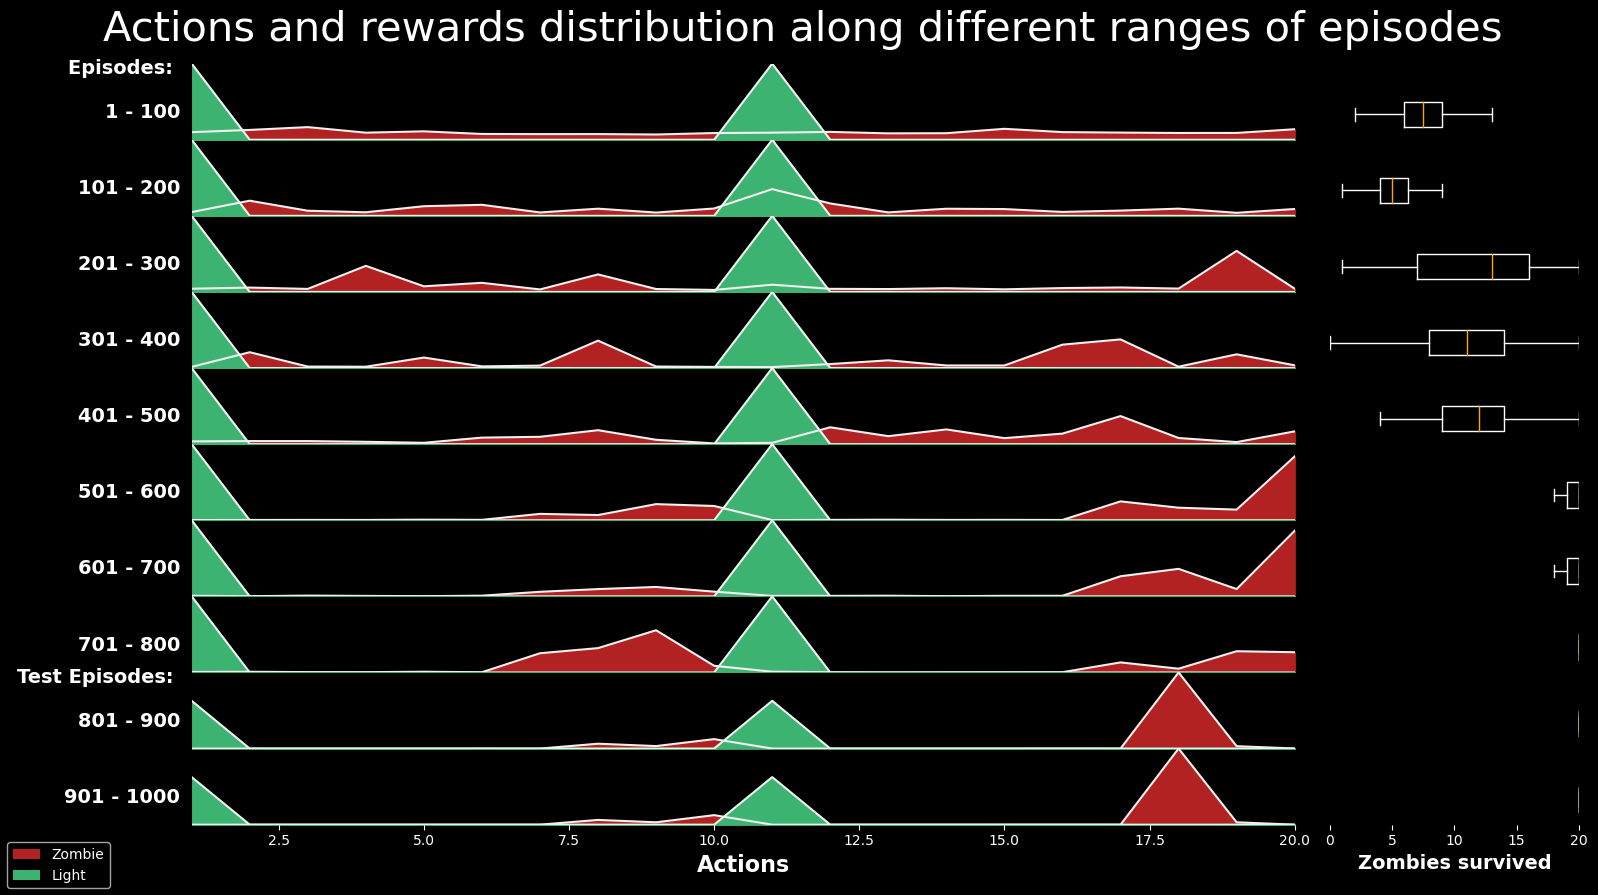 Actions and rewards distribution along different ranges of episodes
Episodes:
1 - 100
101 - 200
201 - 300
301 - 400
401 - 500
501 - 600
601 - 700
701 - 800
Test Episodes:
801 - 900
901 - 1000
2.5 5.0 7.5 10.0 12.5 15.0 17.5 20.0
0 5 10 15 20
Actions
Zombies survived
Zombie
Light